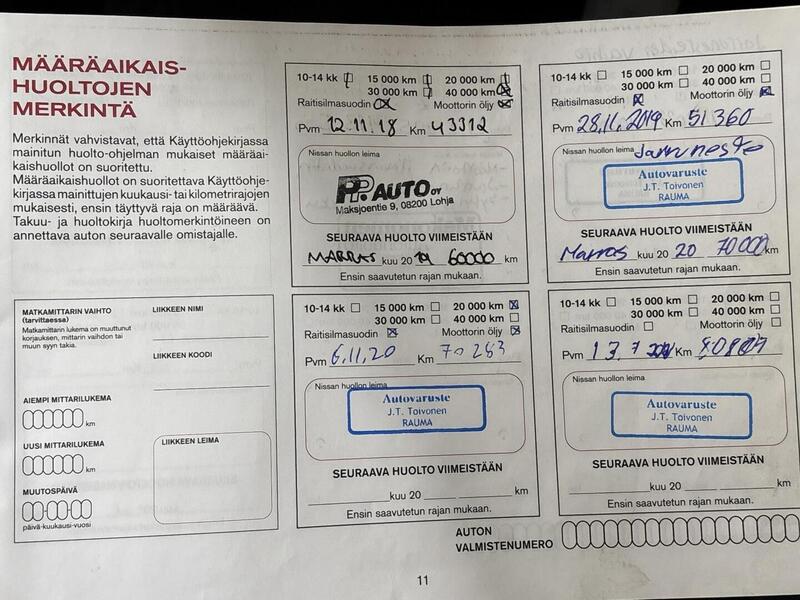 MÄÄRÄAIKAIS-
HUOLTOJEN
MERKINTÄ
Merkinnät vahvistavat, että Käyttöohjekirjassa
mainitun huolto-ohjelman mukaiset määräai-
kaishuollot on suoritettu.
Määräaikaishuollot on suoritettava Käyttöohje-
kirjassa mainittujen kuukausi- tai kilometrirajojen
mukaisesti, ensin täyttyvä raja on määräävä.
Takuu- ja huoltokirja huoltomerkintöineen on
annettava auton seuraavalle omistajalle.
10-14 kk 15 000 km 20 000 km
30 000 km 40 000 km
Raitisilmasuodin Moottorin öljy
Pvm 12.11.18 Km 43312
Nissan huollon leima
PP. AUTO OY
Maksjoentie 9, 08200 Lohja
SEURAAVA HUOLTO VIIMEISTÄÄN
MARRAS kuu 20 19 60000 km
Ensin saavutetun rajan mukaan.
10-14 kk 15 000 km 20 000 km
30 000 km 40 000 km
Raitisilmasuodin Moottorin öljy
Pvm 28.11.2019 Km 51 360
Nissan huollon leima Jarruneste
Autovaruste
J.T. Toivonen
RAUMA
SEURAAVA HUOLTO VIIMEISTÄÄN
Marras kuu 20 20 70000 km
Ensin saavutetun rajan mukaan.
MATKAMITTARIN VAIHTO
(tarvittaessa)
Matkamittarin lukema on muuttunut
korjauksen, mittarin vaihdon tai
muun syyn takia.
LIIKKEEN NIMI
LIIKKEEN KOODI
AIEMPI MITTARILUKEMA
km
UUSI MITTARILUKEMA
km
MUUTOSPÄIVÄ
päivä-kuukausi-vuosi
LIIKKEEN LEIMA
10-14 kk 15 000 km 20 000 km
30 000 km 40 000 km
Raitisilmasuodin Moottorin öljy
Pvm 6.11.20 Km 70 253
Nissan huollon leima
Autovaruste
J.T. Toivonen
RAUMA
SEURAAVA HUOLTO VIIMEISTÄÄN
kuu 20 km
Ensin saavutetun rajan mukaan.
10-14 kk 15 000 km 20 000 km
30 000 km 40 000 km
Raitisilmasuodin Moottorin öljy
Pvm 13.7 Km
Nissan huollon leima
Autovaruste
J.T. Toivonen
RAUMA
SEURAAVA HUOLTO VIIMEISTÄÄN
kuu 20 km
Ensin saavutetun rajan mukaan.
AUTON
VALMISTENUMERO
11